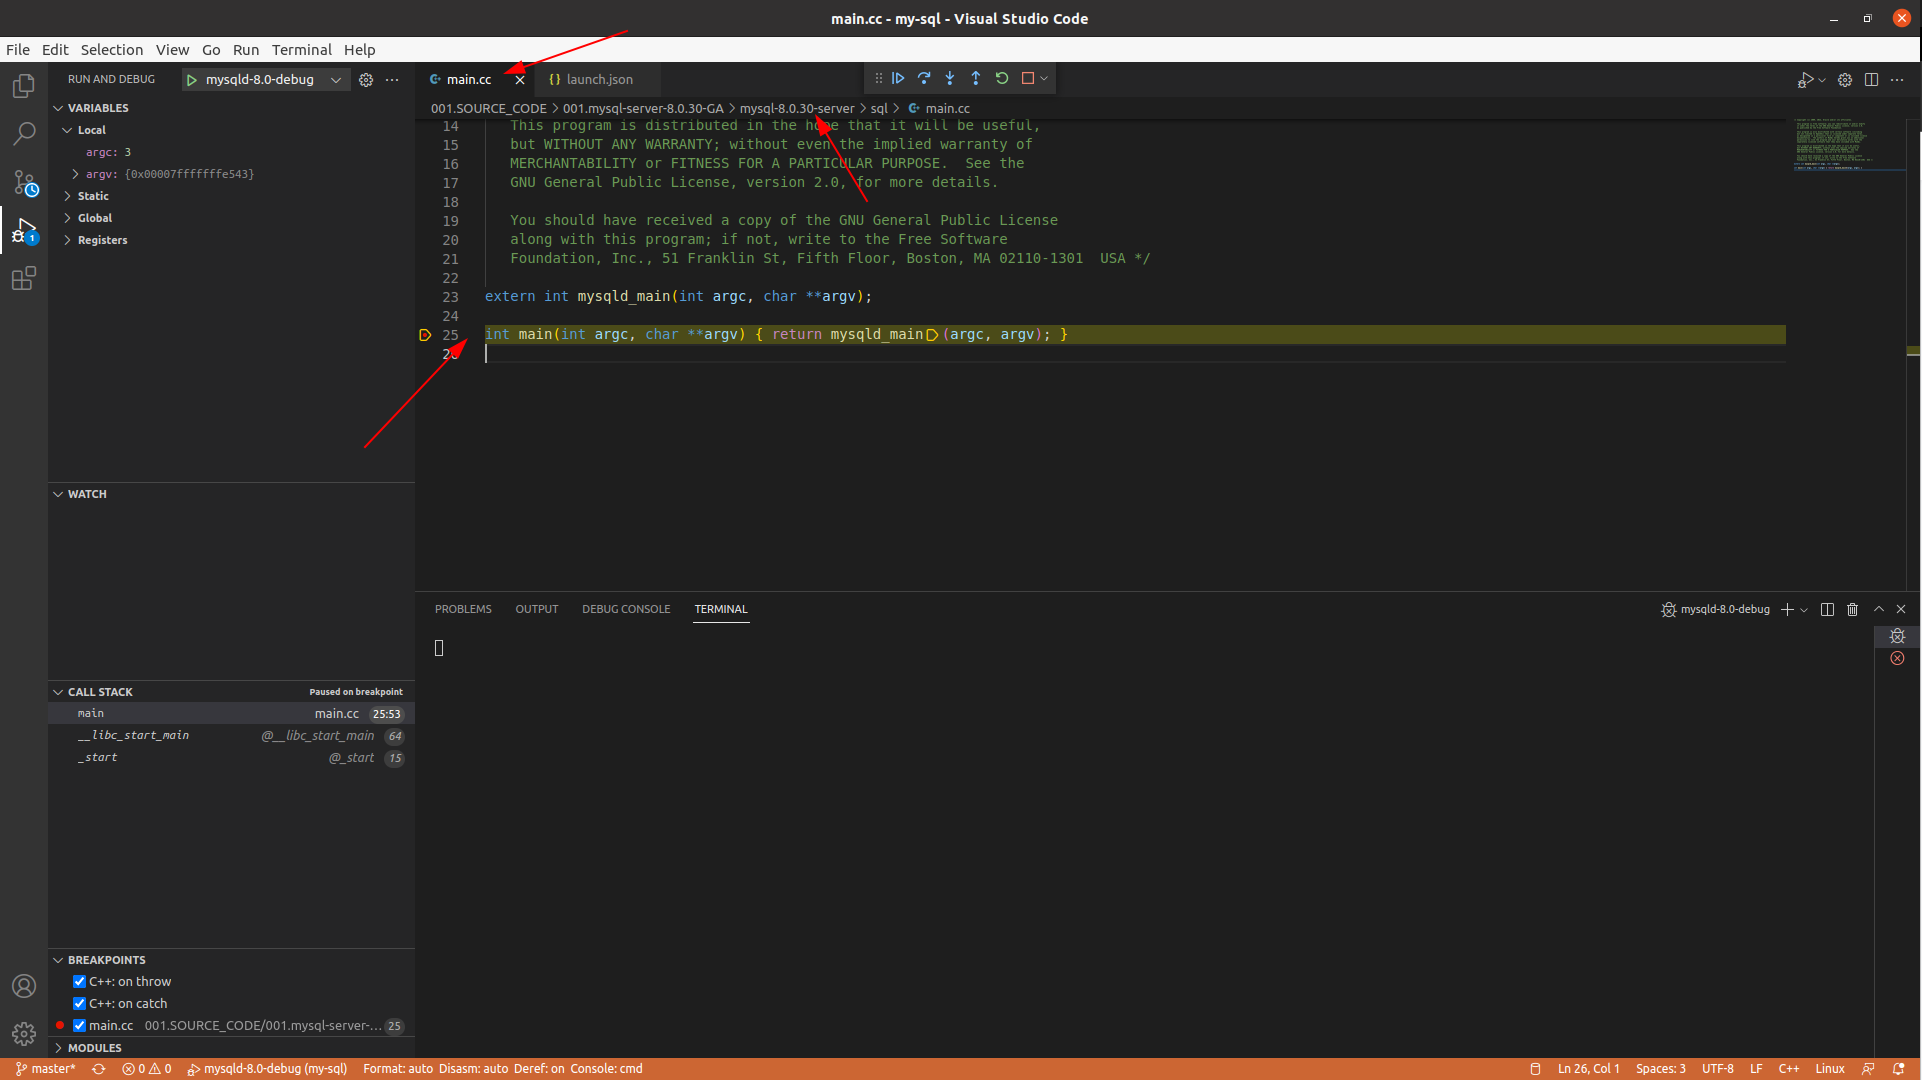 main.cc - my-sql - Visual Studio Code
File Edit Selection View Go Run Terminal Help
RUN AND DEBUG mysqld-8.0-debug
main.cc launch.json
VARIABLES
Local
argc: 3
argv: {0x00007fffffffe543}
Static
Global
Registers
001.SOURCE_CODE > 001.mysql-server-8.0.30-GA > mysql-8.0.30-server > sql > main.cc
14 This program is distributed in the hope that it will be useful,
15 but WITHOUT ANY WARRANTY; without even the implied warranty of
16 MERCHANTABILITY or FITNESS FOR A PARTICULAR PURPOSE.  See the
17 GNU General Public License, version 2.0, for more details.
18
19 You should have received a copy of the GNU General Public License
20 along with this program; if not, write to the Free Software
21 Foundation, Inc., 51 Franklin St, Fifth Floor, Boston, MA 02110-1301  USA */
22
23 extern int mysqld_main(int argc, char **argv);
24
25 int main(int argc, char **argv) { return mysqld_main(argc, argv); }
26
WATCH
PROBLEMS OUTPUT DEBUG CONSOLE TERMINAL
mysqld-8.0-debug
CALL STACK Paused on breakpoint
main main.cc 25:53
__libc_start_main @__libc_start_main 64
_start @_start 15
BREAKPOINTS
C++: on throw
C++: on catch
main.cc 001.SOURCE_CODE/001.mysql-server-... 25
MODULES
master* 0 0 mysqld-8.0-debug (my-sql) Format: auto Disasm: auto Deref: on Console: cmd
Ln 26, Col 1 Spaces: 3 UTF-8 LF C++ Linux
1